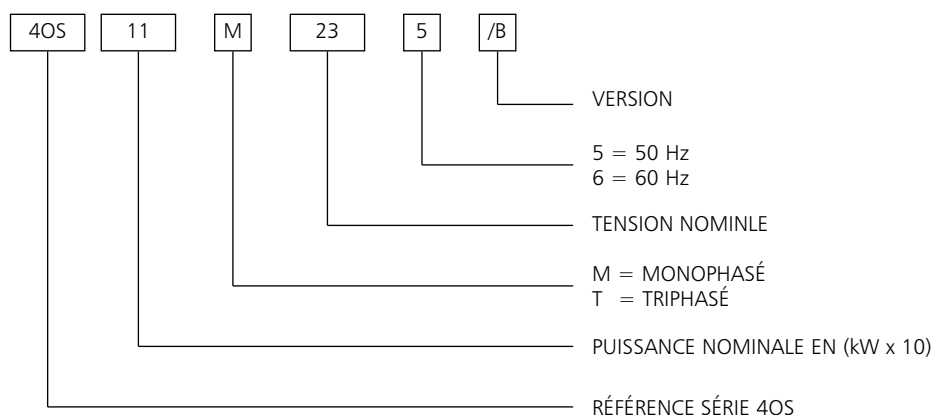 4OS 11 M 23 5 /B
VERSION
5 = 50 Hz
6 = 60 Hz
TENSION NOMINLE
M = MONOPHASÉ
T = TRIPHASÉ
PUISSANCE NOMINALE EN (kW x 10)
RÉFÉRENCE SÉRIE 4OS